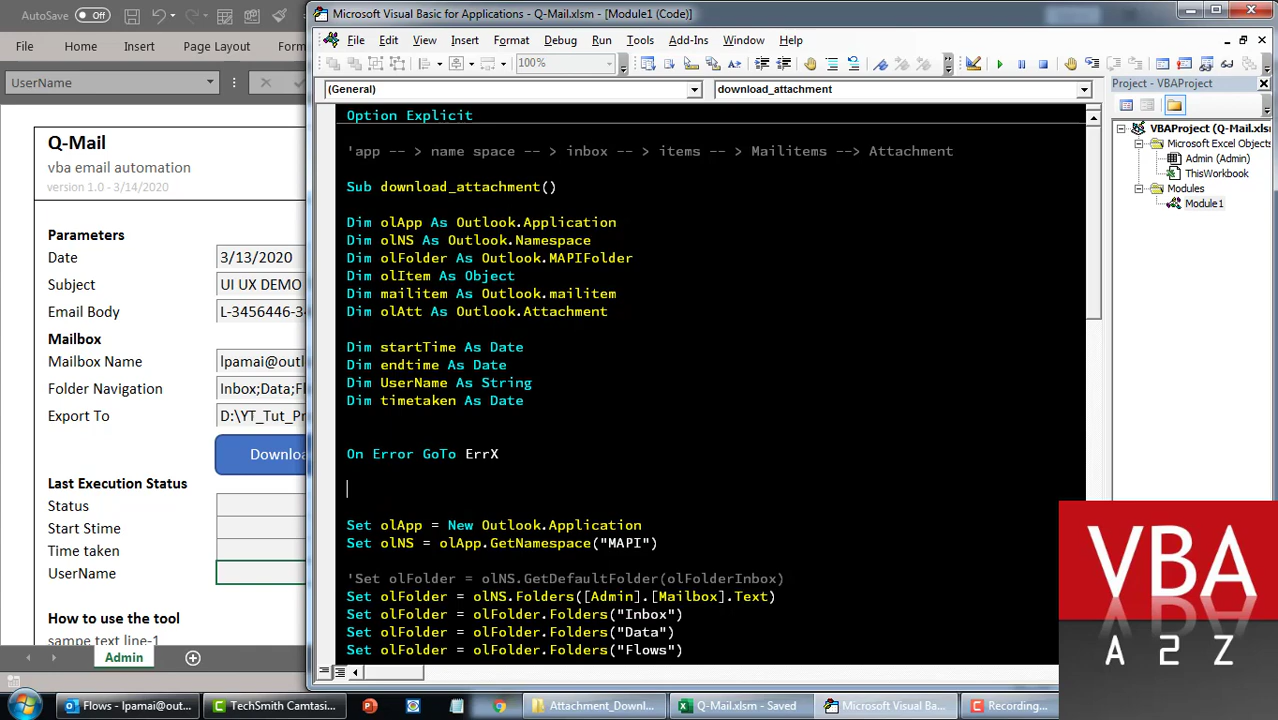 AutoSave Off
File Home Insert Page Layout
UserName
Q-Mail
vba email automation
version 1.0 - 3/14/2020
Parameters
Date 3/13/2020
Subject UI UX DEMO
Email Body
Mailbox
Mailbox Name
Folder Navigation
Export To
Last Execution Status
Status
Start Stime
Time taken
UserName
How to use the tool
sampe text line-1
Admin
Microsoft Visual Basic for Applications - Q-Mail.xlsm - [Module1 (Code)]
File Edit View Insert Format Debug Run Tools Add-Ins Window Help
100%
(General) download_attachment
Option Explicit
'app -- > name space -- > inbox -- > items -- > Mailitems --> Attachment
Sub download_attachment()
Dim olApp As Outlook.Application
Dim olNS As Outlook.Namespace
Dim olFolder As Outlook.MAPIFolder
Dim olItem As Object
Dim mailitem As Outlook.mailitem
Dim olAtt As Outlook.Attachment
Dim startTime As Date
Dim endtime As Date
Dim UserName As String
Dim timetaken As Date
On Error GoTo ErrX
Set olApp = New Outlook.Application
Set olNS = olApp.GetNamespace("MAPI")
'Set olFolder = olNS.GetDefaultFolder(olFolderInbox)
Set olFolder = olNS.Folders([Admin].[Mailbox].Text)
Set olFolder = olFolder.Folders("Inbox")
Set olFolder = olFolder.Folders("Data")
Set olFolder = olFolder.Folders("Flows")
Project - VBAProject
VBAProject (Q-Mail.xlsm
Microsoft Excel Objects
Admin (Admin)
ThisWorkbook
Modules
Module1
VBA
A 2 Z
Flows - lpamai@out...
TechSmith Camtasi...
Attachment_Downl...
Q-Mail.xlsm - Saved
Microsoft Visual Bas...
Recording...